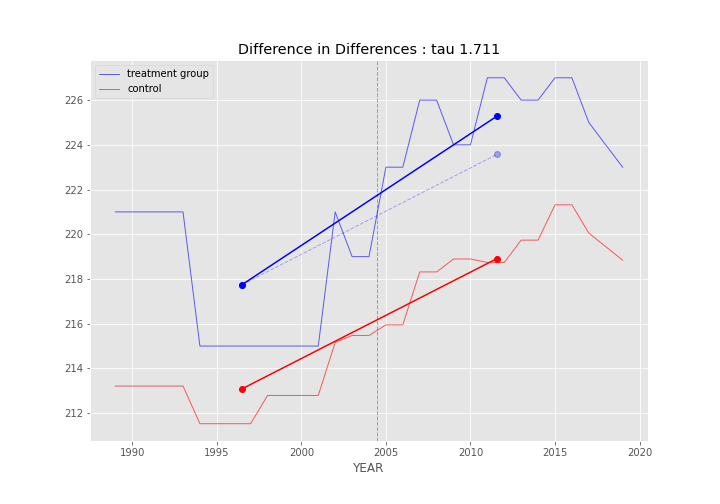 Difference in Differences : tau 1.711
treatment group
control
226
224
222
220
218
216
214
212
1990 1995 2000 2005 2010 2015 2020
YEAR